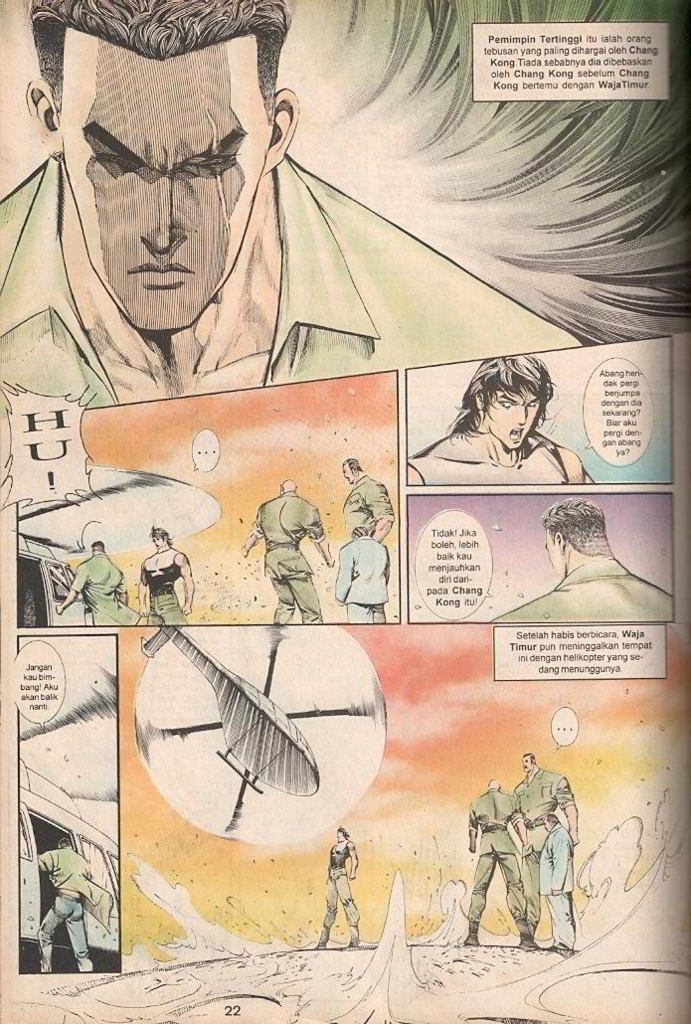 Pemimpin Tertinggi itu ialah orang
tebusan yang paling dihargai oleh Chang
Kong.Tiada sebabnya dia dibebaskan
oleh Chang Kong sebelum Chang
Kong bertemu dengan WajaTimur.
HU!
...
Abang hen-
dak pergi
berjumpa
dengan dia
sekarang?
Biar aku
pergi den-
gan abang
ya?
Tidak! Jika
boleh, lebih
baik kau
menjauhkan
diri dari-
pada Chang
Kong itu!
Jangan
kau bim-
bang! Aku
akan balik
nanti.
Setelah habis berbicara, Waja
Timur pun meninggalkan tempat
ini dengan helikopter yang se-
dang menunggunya.
...
22